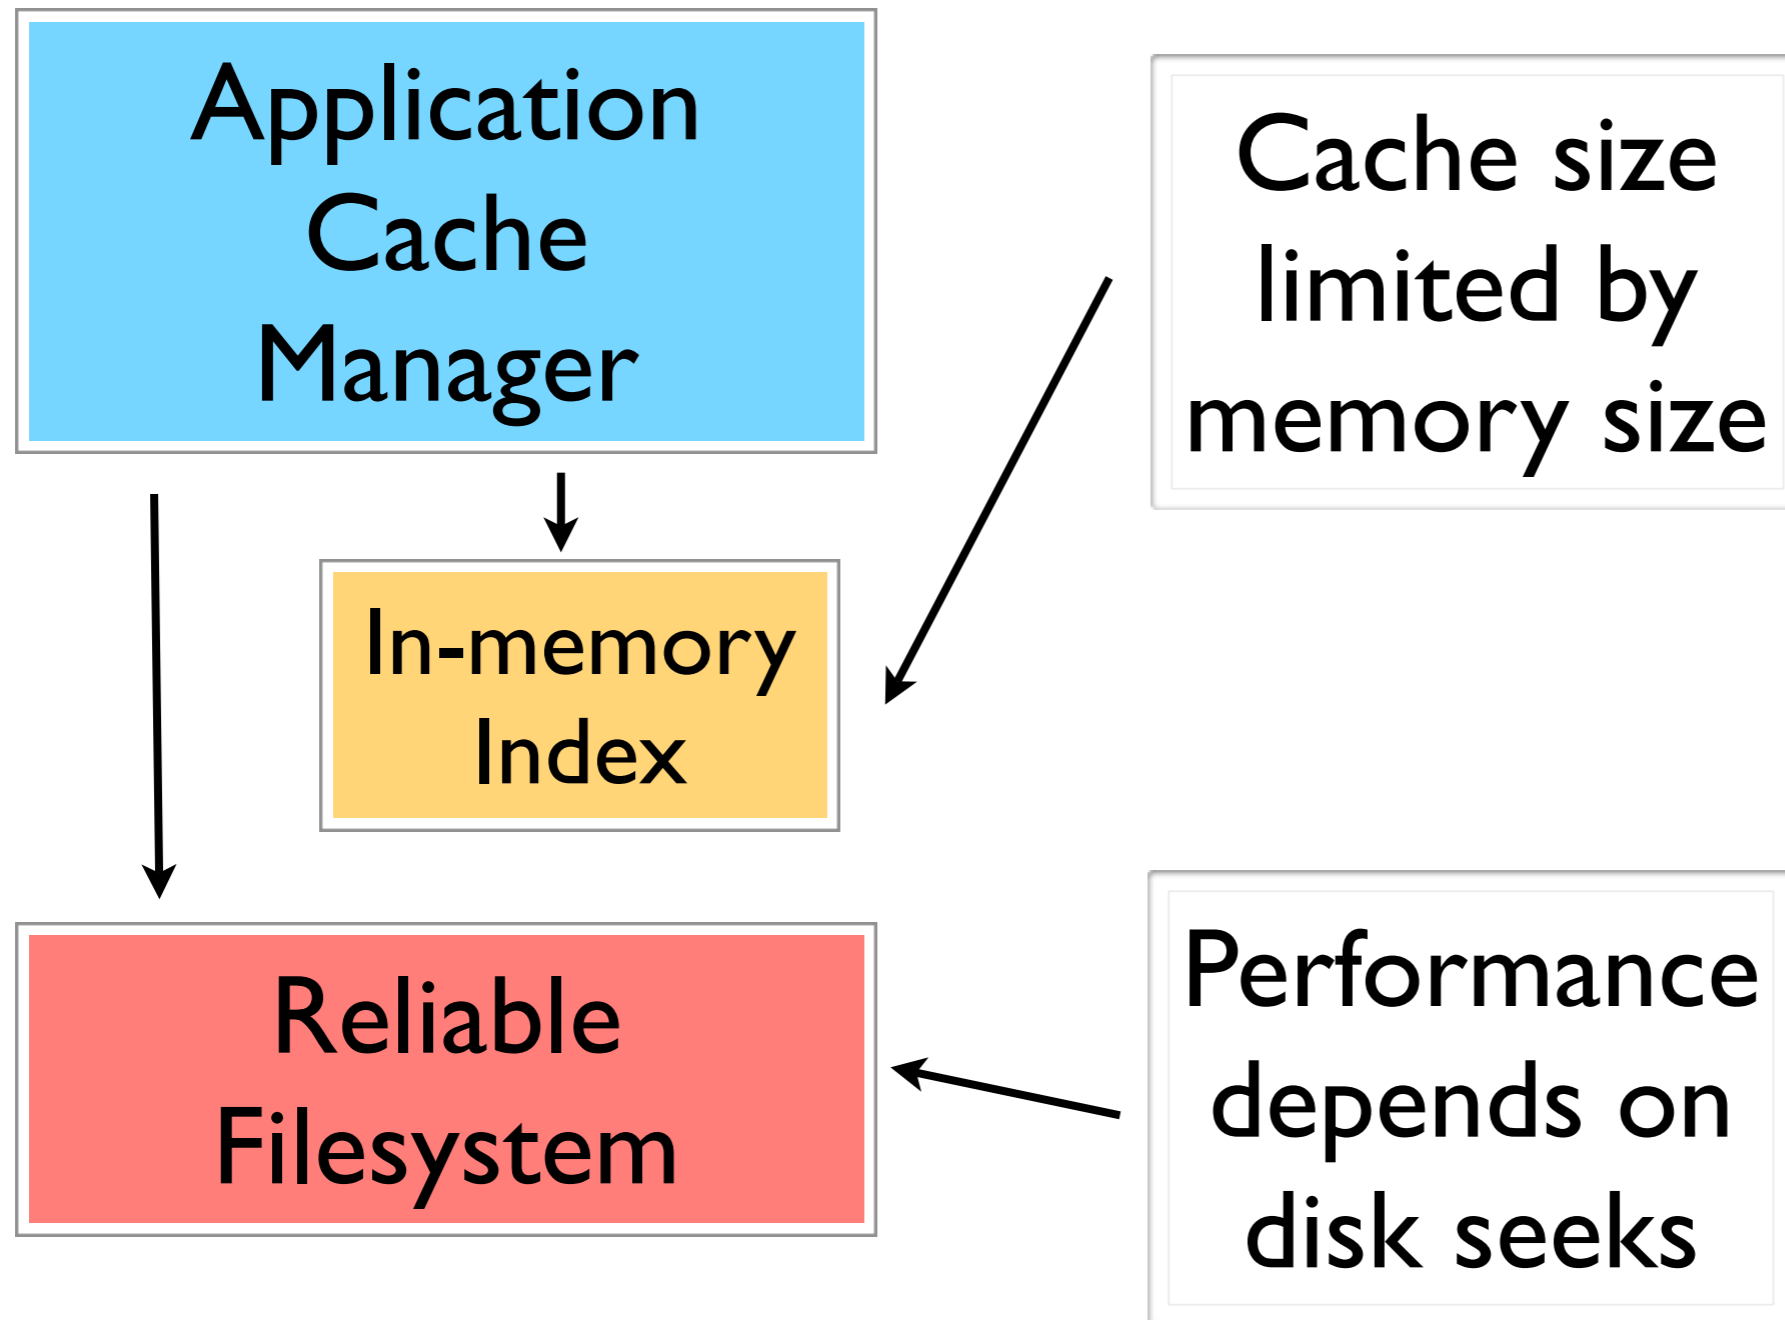 Application
Cache
Manager
Cache size
limited by
memory size
In-memory
Index
Reliable
Filesystem
Performance
depends on
disk seeks